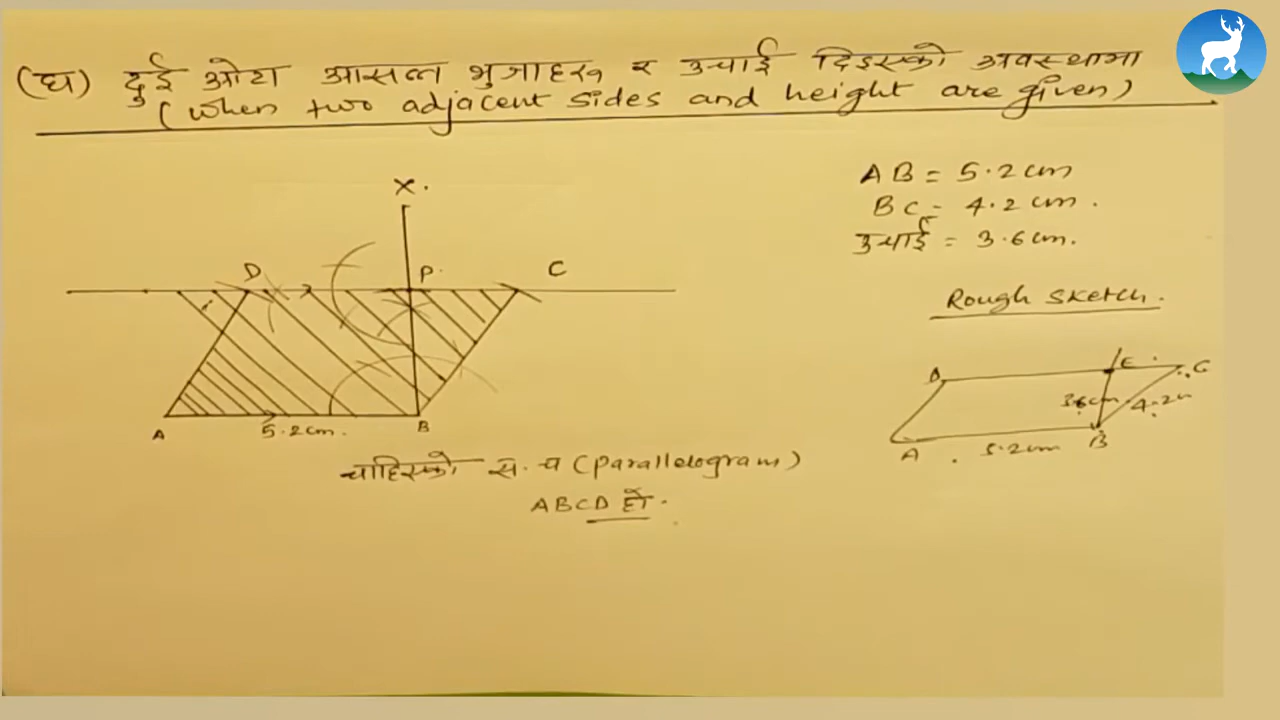 (घ) दुई ओटा आसन्न भुजाहरू र उचाई दिइएको अवस्थामा
(when two adjacent sides and height are given)
AB = 5.2 cm
BC = 4.2 cm.
उचाई = 3.6 cm.
Rough sketch.
X.
D P. C
A 5.2cm. B
D E C
3.6cm 4.2
A 5.2cm B
चाहिएको स.च (parallelogram)
ABCD हो.